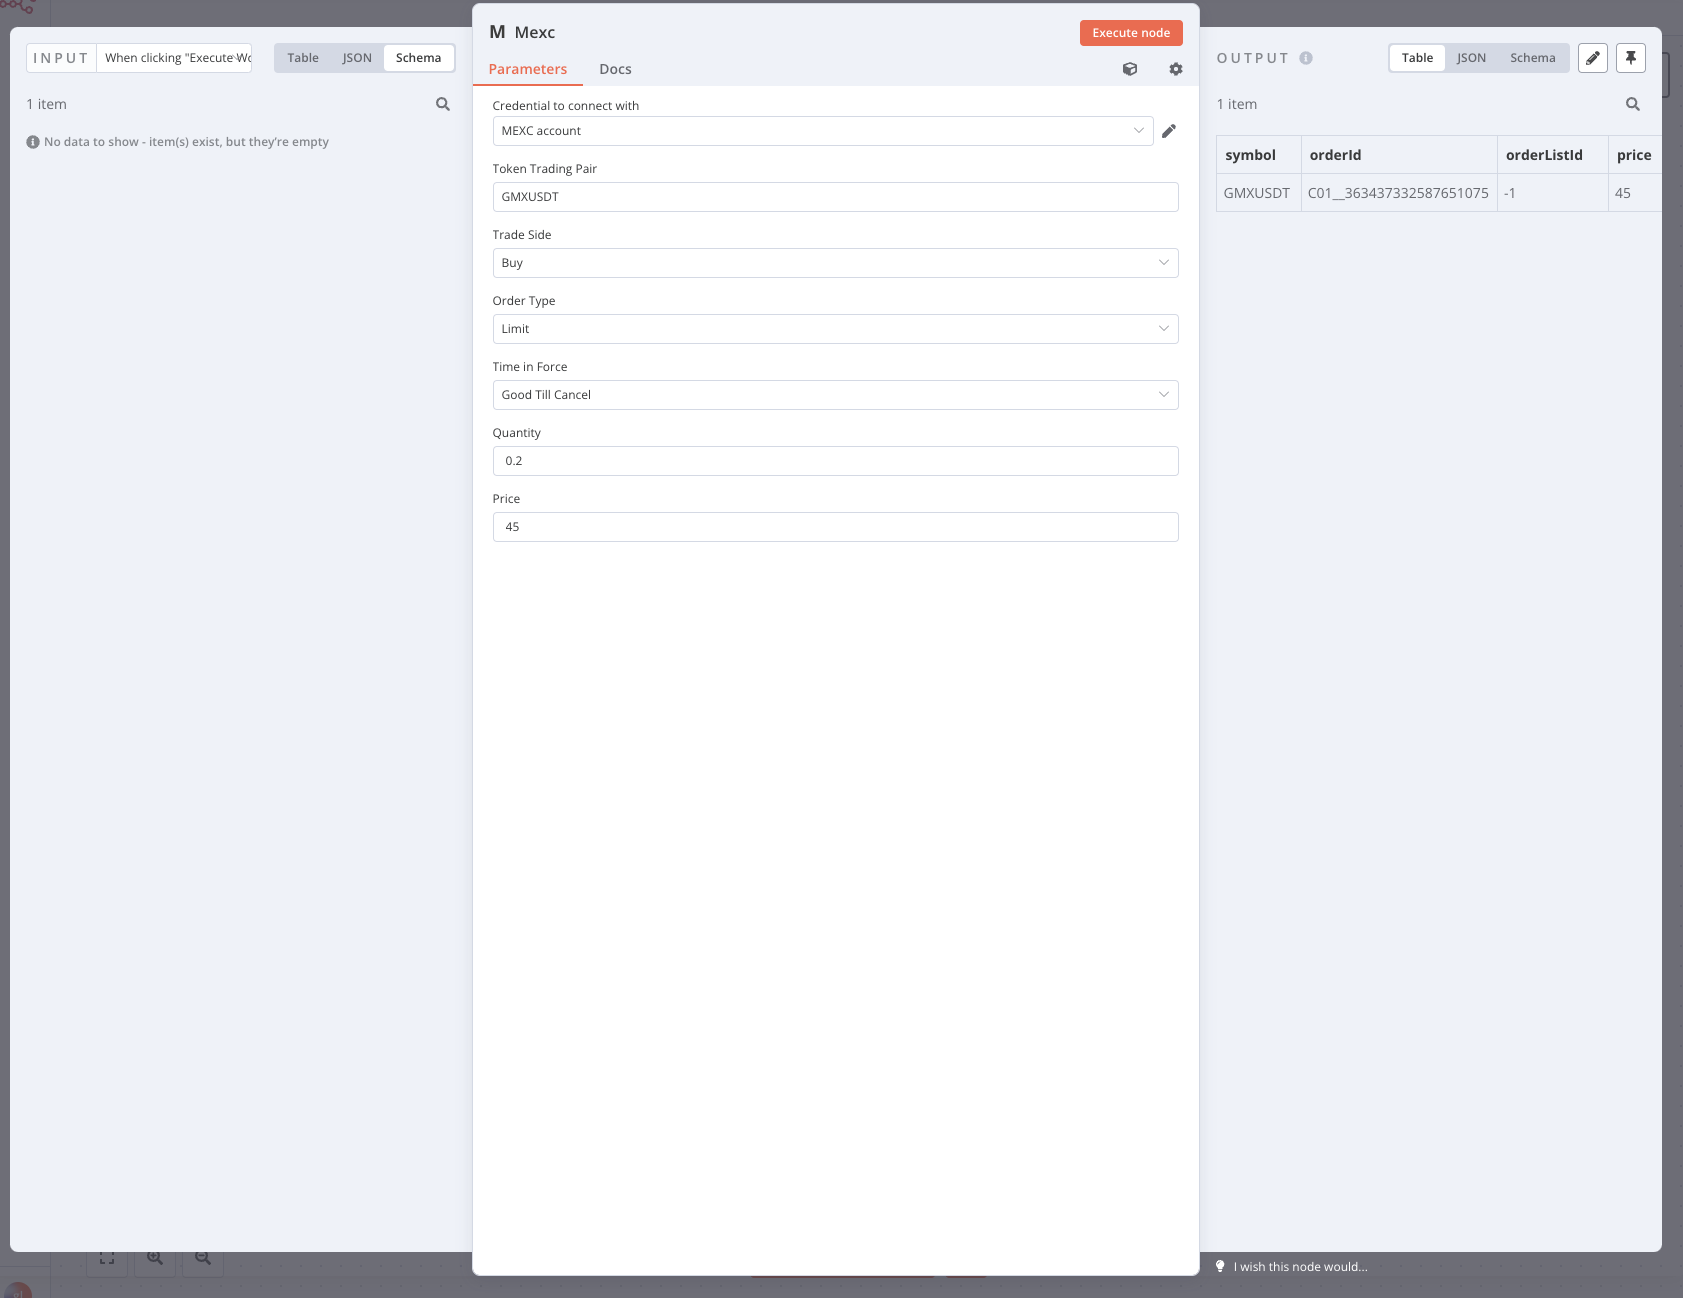 INPUT
When clicking "Execute Wo
Table
JSON
Schema
1 item
No data to show - item(s) exist, but they're empty
M Mexc
Execute node
Parameters
Docs
Credential to connect with
MEXC account
Token Trading Pair
GMXUSDT
Trade Side
Buy
Order Type
Limit
Time in Force
Good Till Cancel
Quantity
0.2
Price
45
OUTPUT
Table
JSON
Schema
1 item
symbol orderId orderListId price
GMXUSDT C01__363437332587651075 -1 45
I wish this node would...